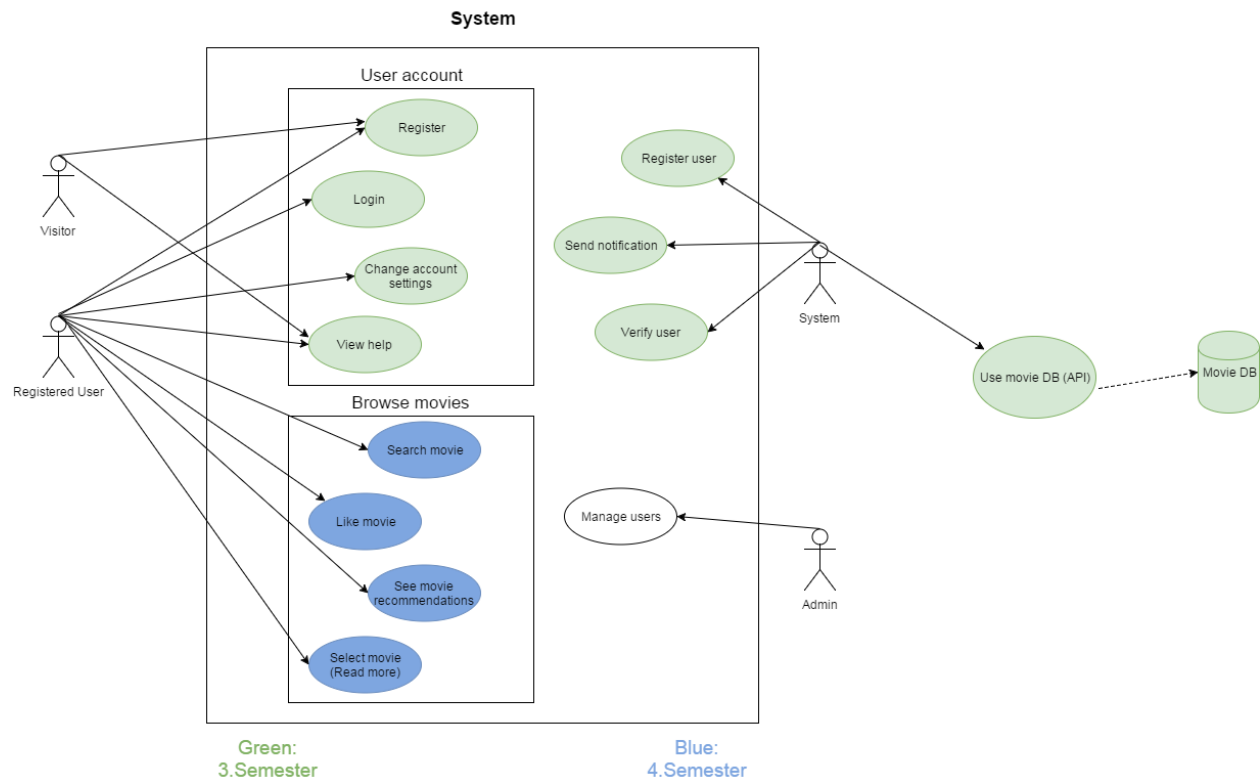 System
User account
Register
Register user
Login
Visitor
Send notification
Change account
settings
System
Verify user
View help
Registered User
Use movie DB (API)
Movie DB
Browse movies
Search movie
Like movie
Manage users
See movie
recommendations
Admin
Select movie
(Read more)
Green:
3.Semester
Blue:
4.Semester